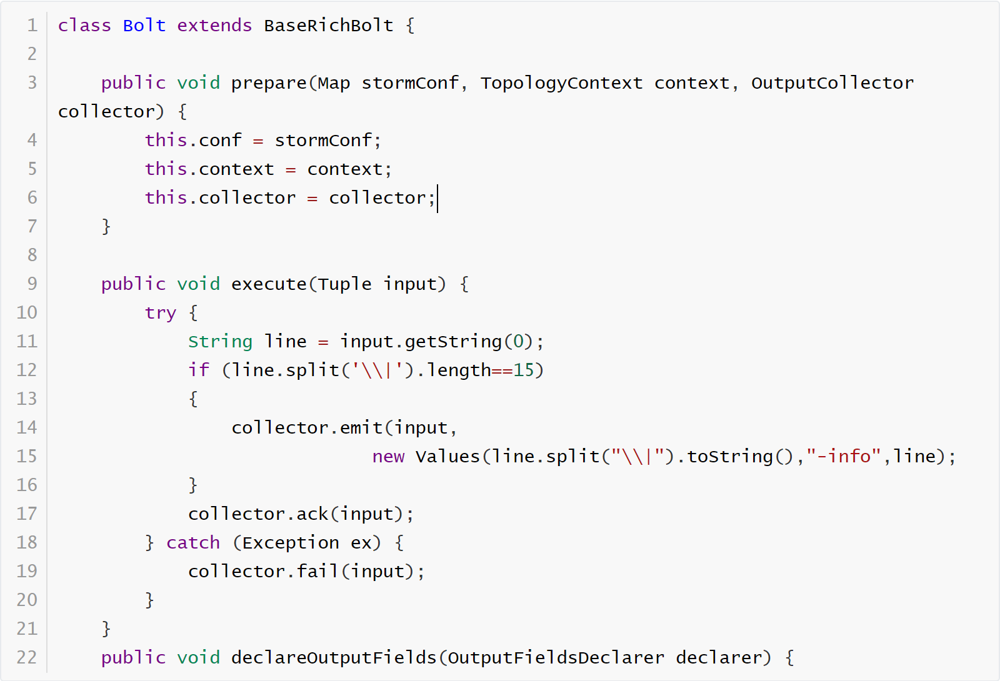 1 class Bolt extends BaseRichBolt {
2
3     public void prepare(Map stormConf, TopologyContext context, OutputCollector
collector) {
4         this.conf = stormConf;
5         this.context = context;
6         this.collector = collector;
7     }
8
9     public void execute(Tuple input) {
10         try {
11             String line = input.getString(0);
12             if (line.split('\\|').length==15)
13             {
14                 collector.emit(input,
15                              new Values(line.split("\\|").toString(),"-info",line);
16             }
17             collector.ack(input);
18         } catch (Exception ex) {
19             collector.fail(input);
20         }
21     }
22     public void declareOutputFields(OutputFieldsDeclarer declarer) {